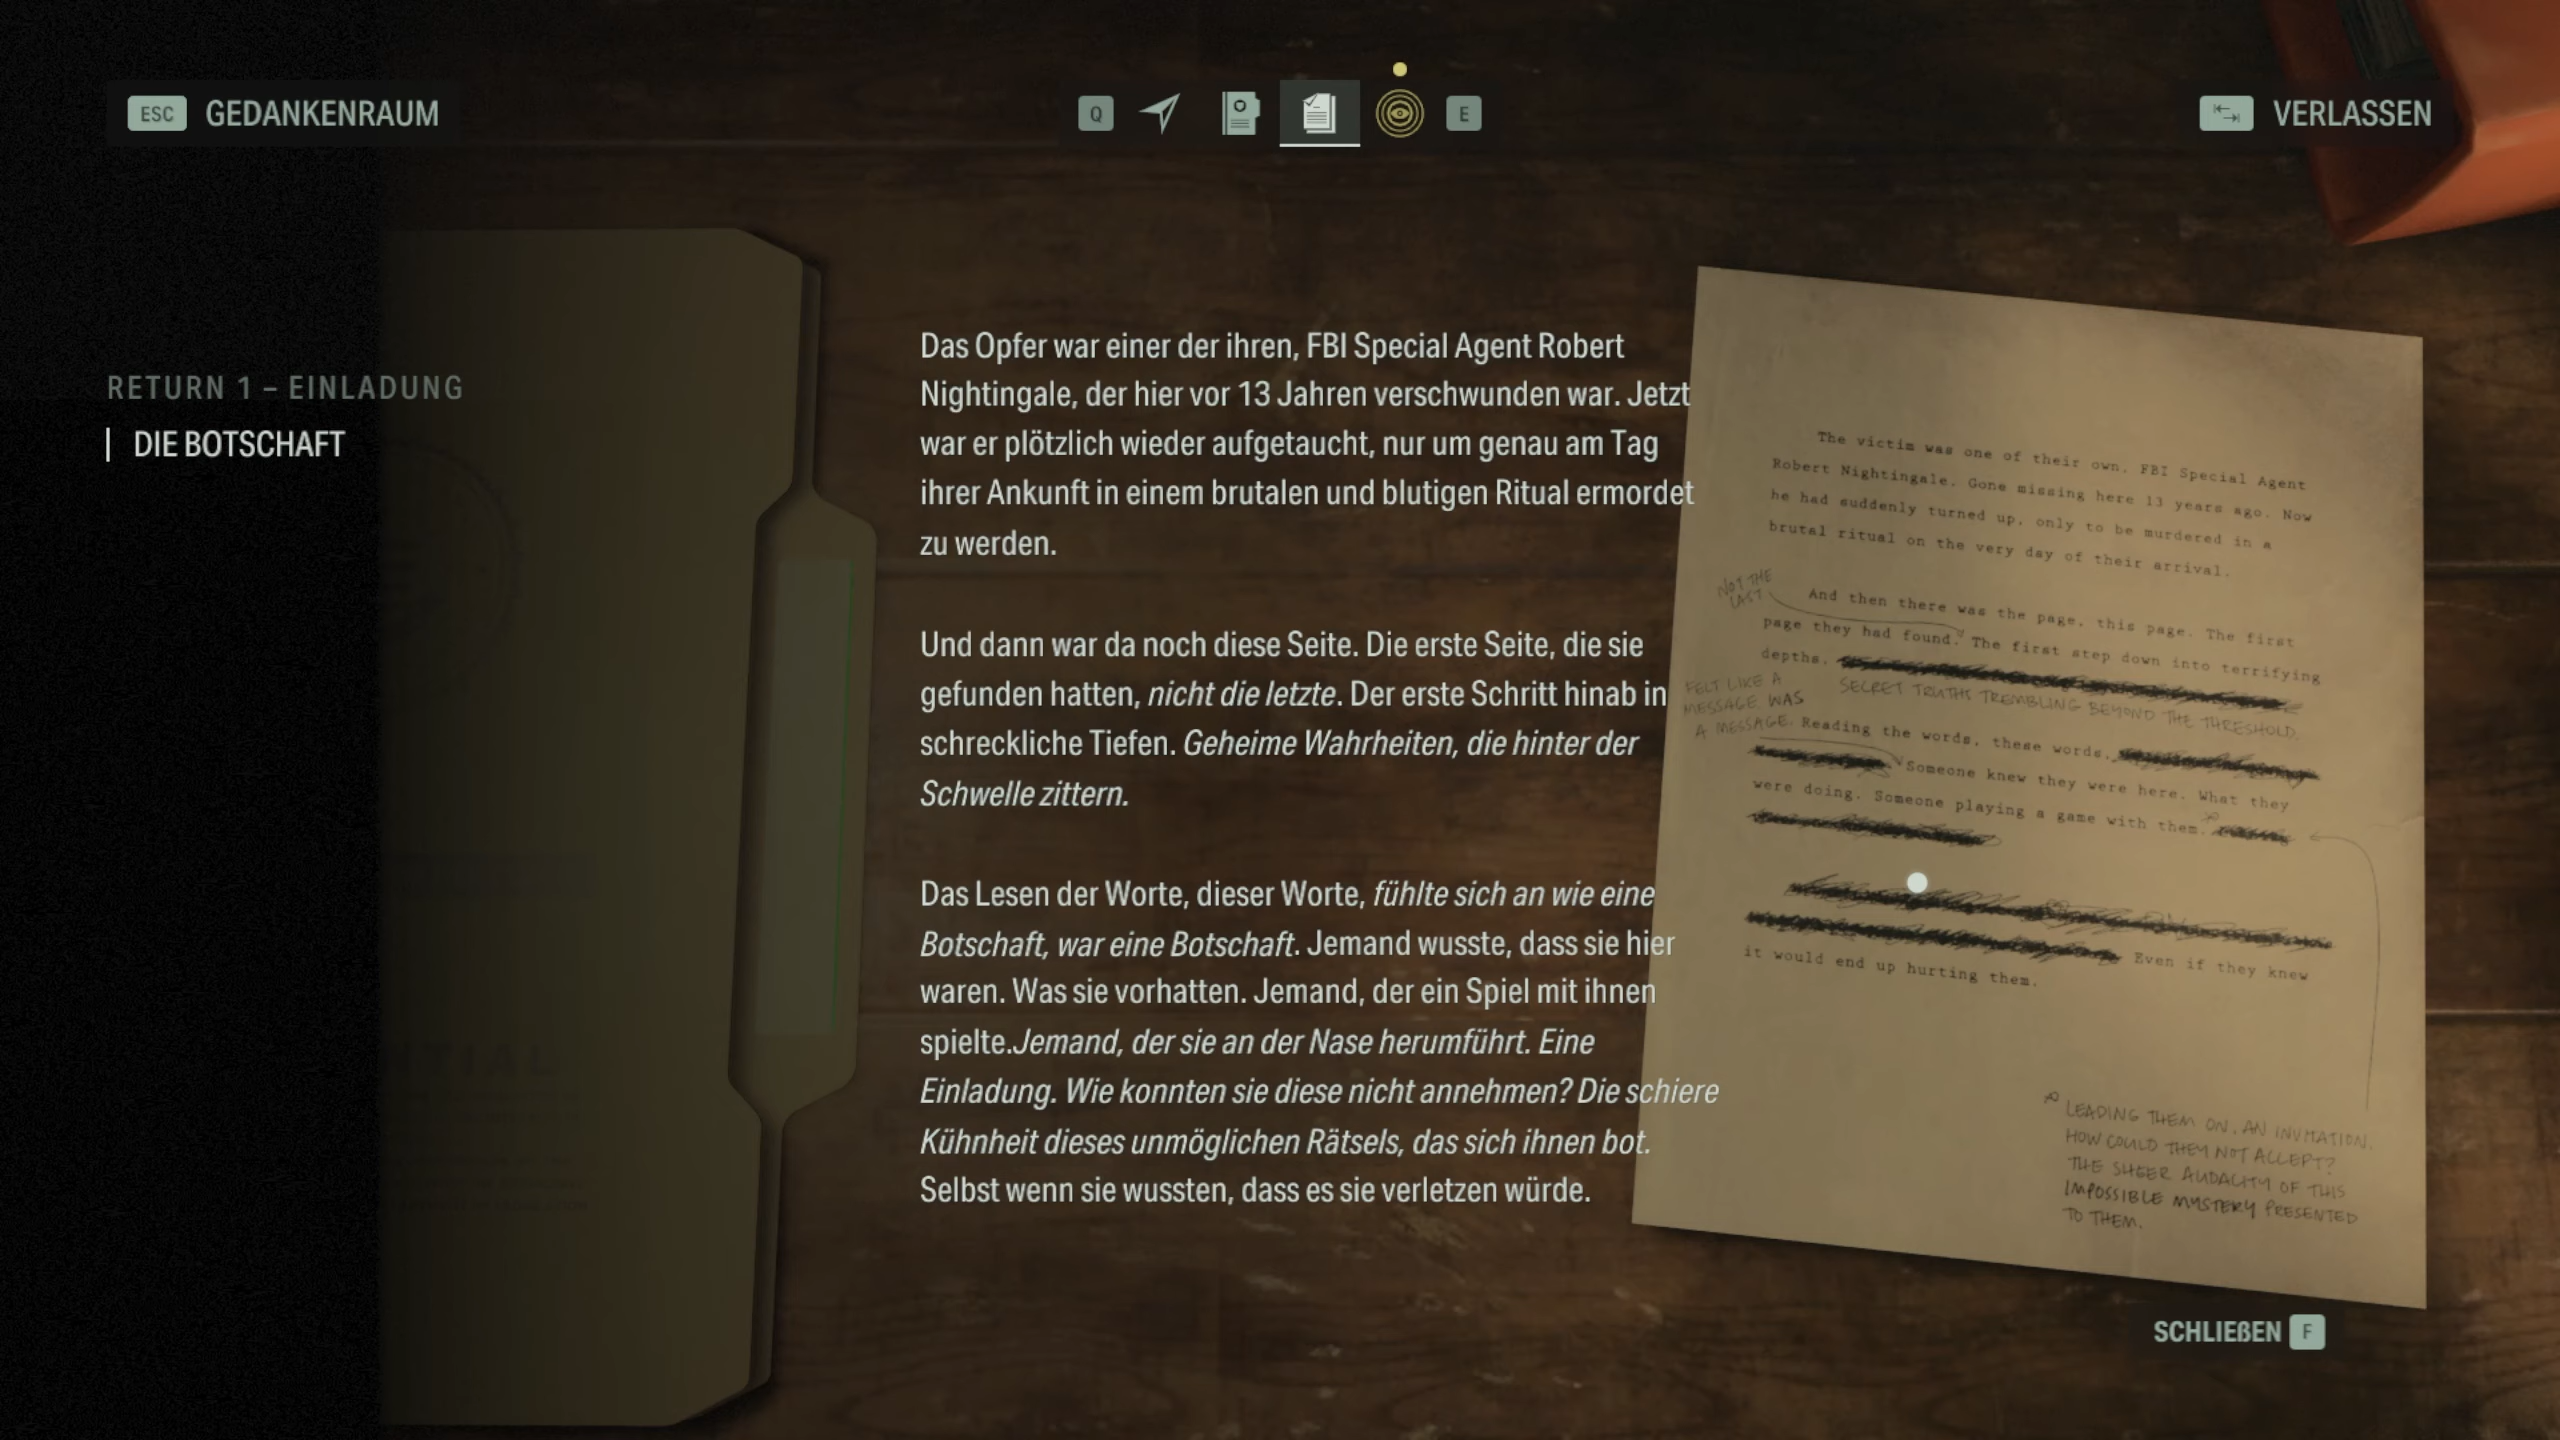 ESC GEDANKENRAUM
Q
E
VERLASSEN
RETURN 1 – EINLADUNG
DIE BOTSCHAFT
Das Opfer war einer der ihren, FBI Special Agent Robert
Nightingale, der hier vor 13 Jahren verschwunden war. Jetzt
war er plötzlich wieder aufgetaucht, nur um genau am Tag
ihrer Ankunft in einem brutalen und blutigen Ritual ermordet
zu werden.
Und dann war da noch diese Seite. Die erste Seite, die sie
gefunden hatten, nicht die letzte. Der erste Schritt hinab in
schreckliche Tiefen. Geheime Wahrheiten, die hinter der
Schwelle zittern.
Das Lesen der Worte, dieser Worte, fühlte sich an wie eine
Botschaft, war eine Botschaft. Jemand wusste, dass sie hier
waren. Was sie vorhatten. Jemand, der ein Spiel mit ihnen
spielte.Jemand, der sie an der Nase herumführt. Eine
Einladung. Wie konnten sie diese nicht annehmen? Die schiere
Kühnheit dieses unmöglichen Rätsels, das sich ihnen bot.
Selbst wenn sie wussten, dass es sie verletzen würde.
The victim was one of their own. FBI Special Agent
Robert Nightingale. Gone missing here 13 years ago. Now
he had suddenly turned up, only to be murdered in a
brutal ritual on the very day of their arrival.
NOT THE
LAST
And then there was the page, this page. The first
page they had found. The first step down into terrifying
depths.
SECRET TRUTHS TREMBLING BEYOND THE THRESHOLD.
FELT LIKE A
MESSAGE. WAS
A MESSAGE.
Reading the words, these words,
Someone knew they were here. What they
were doing. Someone playing a game with them.
Even if they knew
it would end up hurting them.
LEADING THEM ON. AN INVITATION.
HOW COULD THEY NOT ACCEPT?
THE SHEER AUDACITY OF THIS
IMPOSSIBLE MYSTERY PRESENTED
TO THEM.
NTIAL
SCHLIEẞEN F